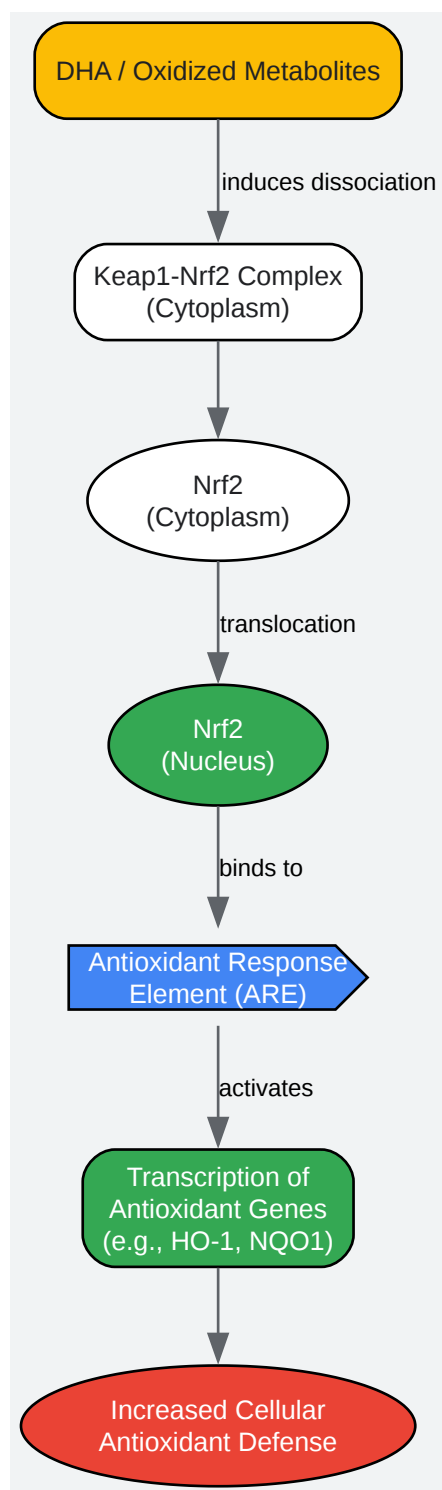 DHA / Oxidized Metabolites
induces dissociation
Keap1-Nrf2 Complex
(Cytoplasm)
Nrf2
(Cytoplasm)
translocation
Nrf2
(Nucleus)
binds to
Antioxidant Response
Element (ARE)
activates
Transcription of
Antioxidant Genes
(e.g., HO-1, NQO1)
Increased Cellular
Antioxidant Defense